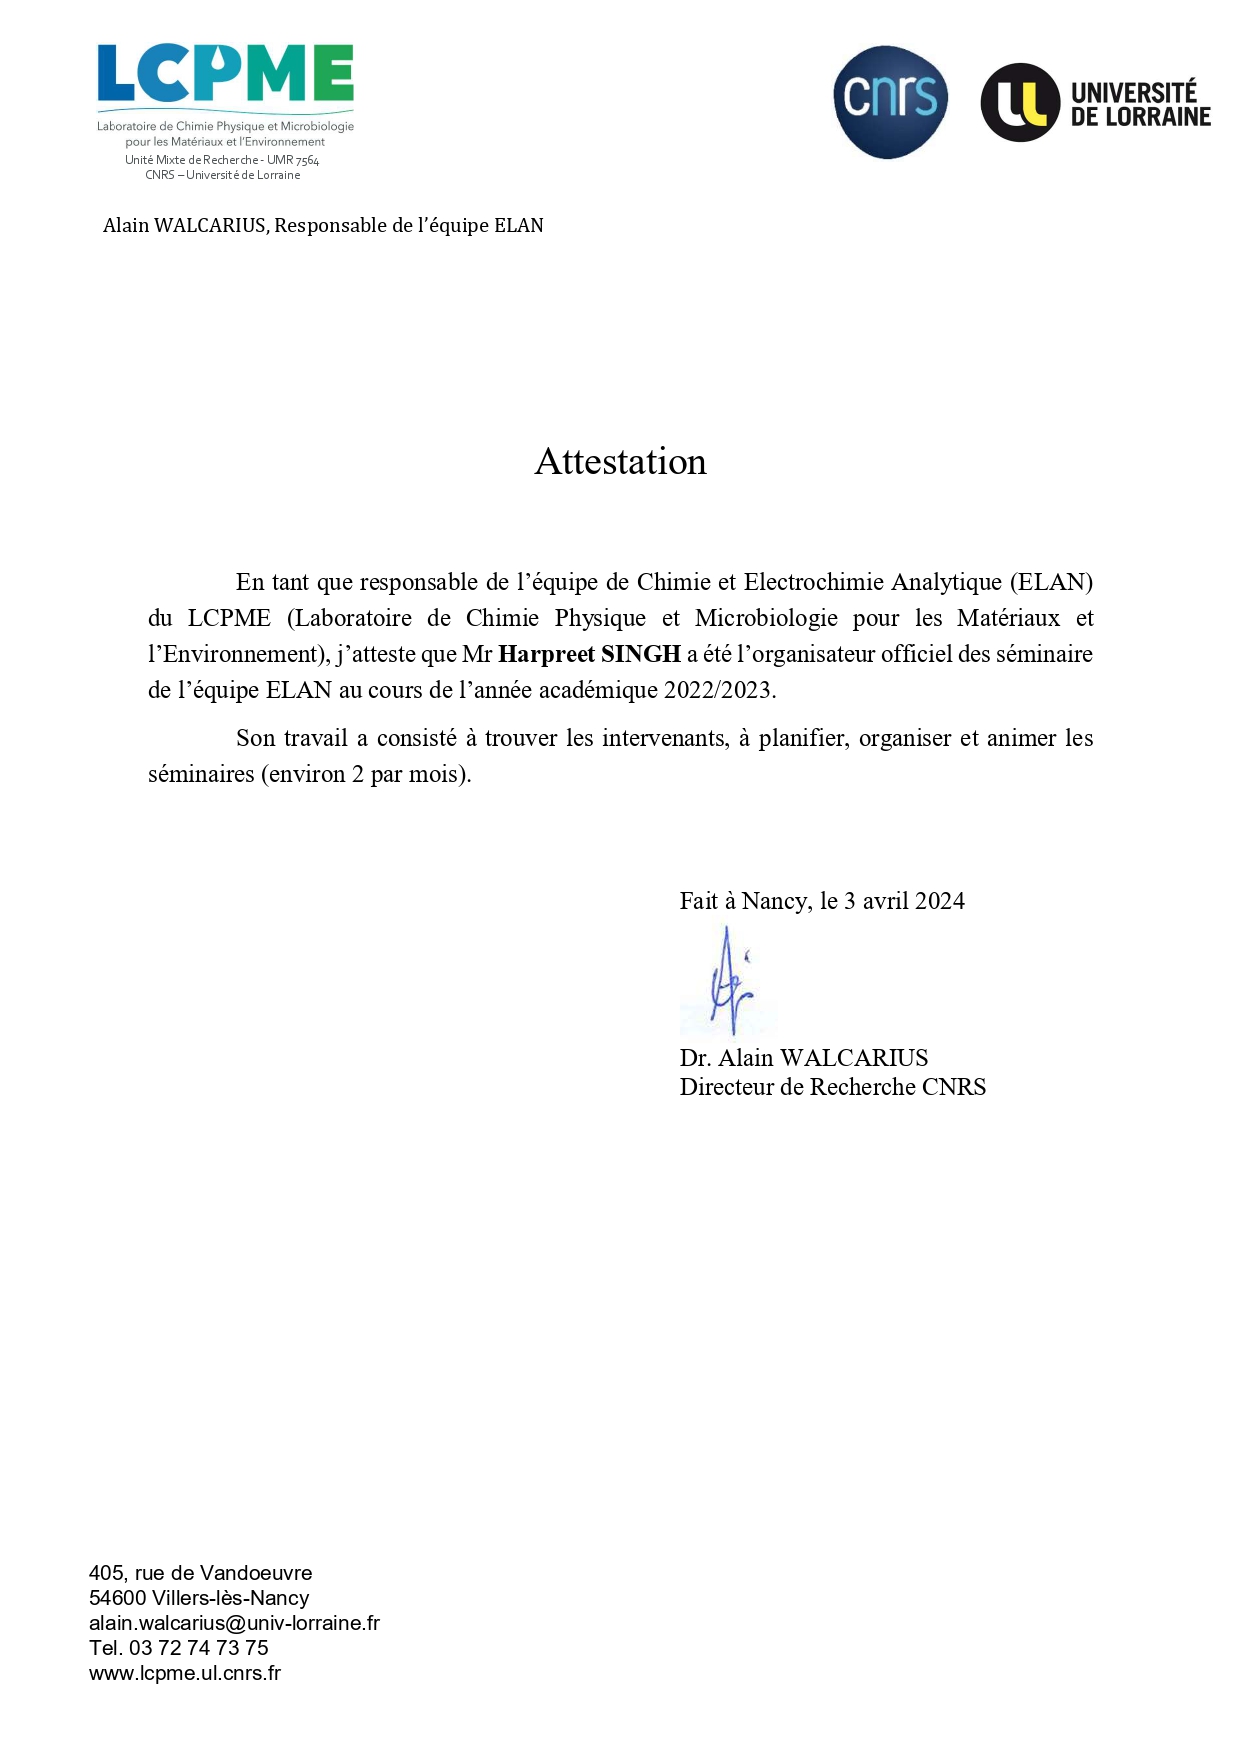 LCPME
Laboratoire de Chimie Physique et Microbiologie
pour les Matériaux et l'Environnement
Unité Mixte de Recherche - UMR 7564
CNRS – Université de Lorraine
cnrs
UNIVERSITÉ
DE LORRAINE
Alain WALCARIUS, Responsable de l’équipe ELAN
Attestation
En tant que responsable de l’équipe de Chimie et Electrochimie Analytique (ELAN)
du LCPME (Laboratoire de Chimie Physique et Microbiologie pour les Matériaux et
l’Environnement), j’atteste que Mr Harpreet SINGH a été l’organisateur officiel des séminaire
de l’équipe ELAN au cours de l’année académique 2022/2023.
Son travail a consisté à trouver les intervenants, à planifier, organiser et animer les
séminaires (environ 2 par mois).
Fait à Nancy, le 3 avril 2024
Dr. Alain WALCARIUS
Directeur de Recherche CNRS
405, rue de Vandoeuvre
54600 Villers-lès-Nancy
alain.walcarius@univ-lorraine.fr
Tel. 03 72 74 73 75
www.lcpme.ul.cnrs.fr